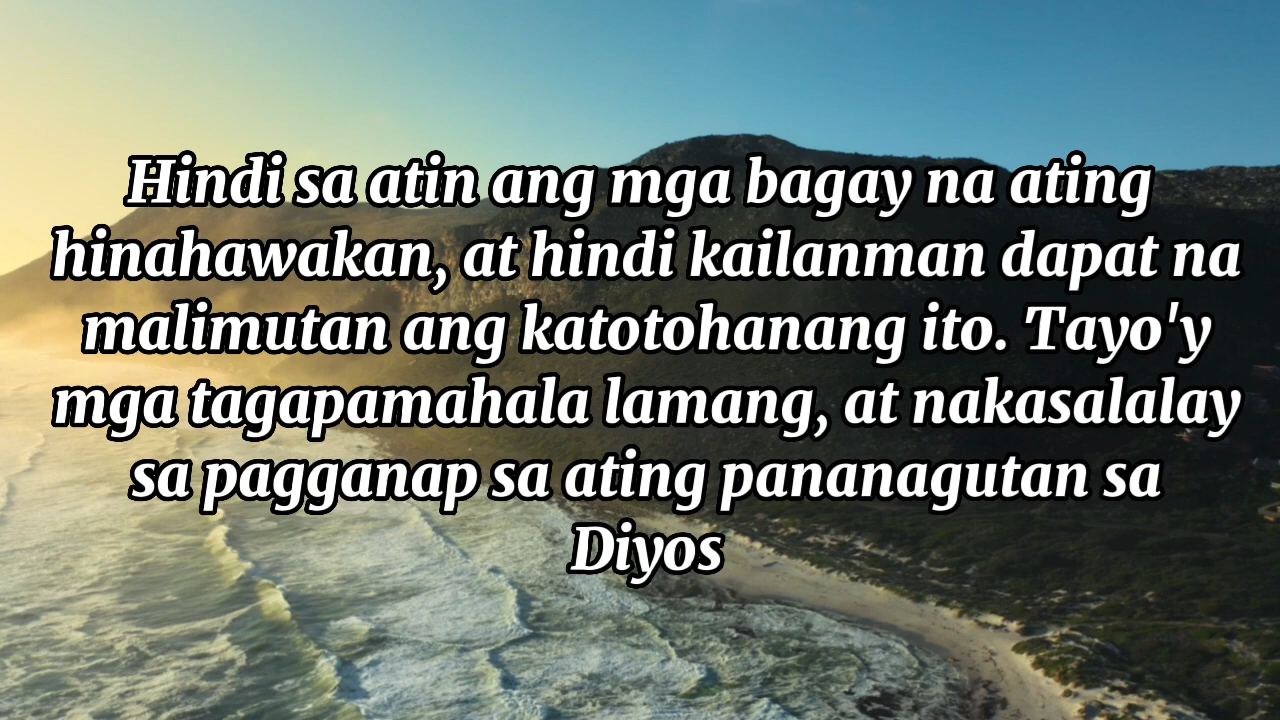 Hindi sa atin ang mga bagay na ating
hinahawakan, at hindi kailanman dapat na
malimutan ang katotohanang ito. Tayo'y
mga tagapamahala lamang, at nakasalalay
sa pagganap sa ating pananagutan sa
Diyos